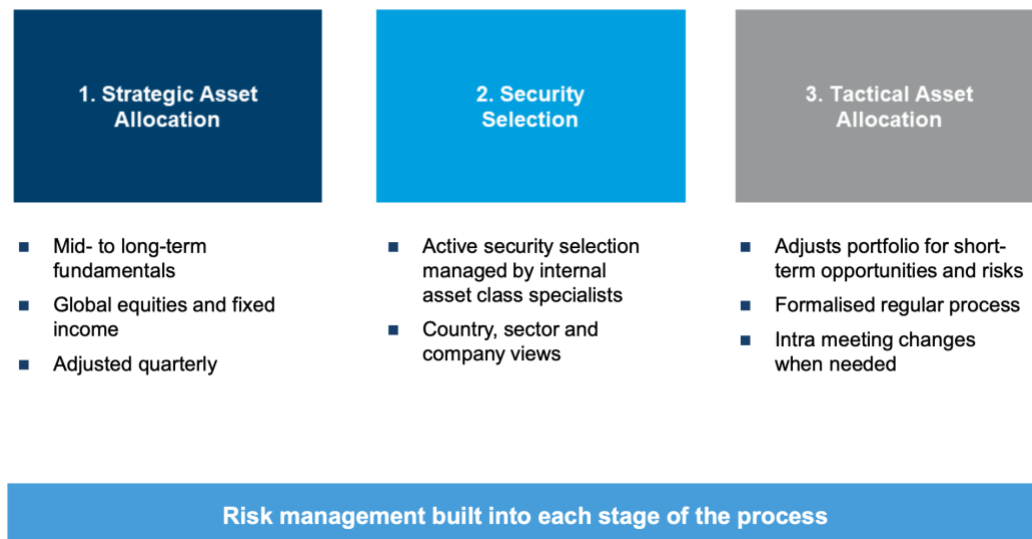 1. Strategic Asset
Allocation
■ Mid- to long-term
fundamentals
■ Global equities and fixed
income
■ Adjusted quarterly
2. Security
Selection
■ Active security selection
managed by internal
asset class specialists
■ Country, sector and
company views
3. Tactical Asset
Allocation
■ Adjusts portfolio for short-
term opportunities and risks
■ Formalised regular process
■ Intra meeting changes
when needed
Risk management built into each stage of the process